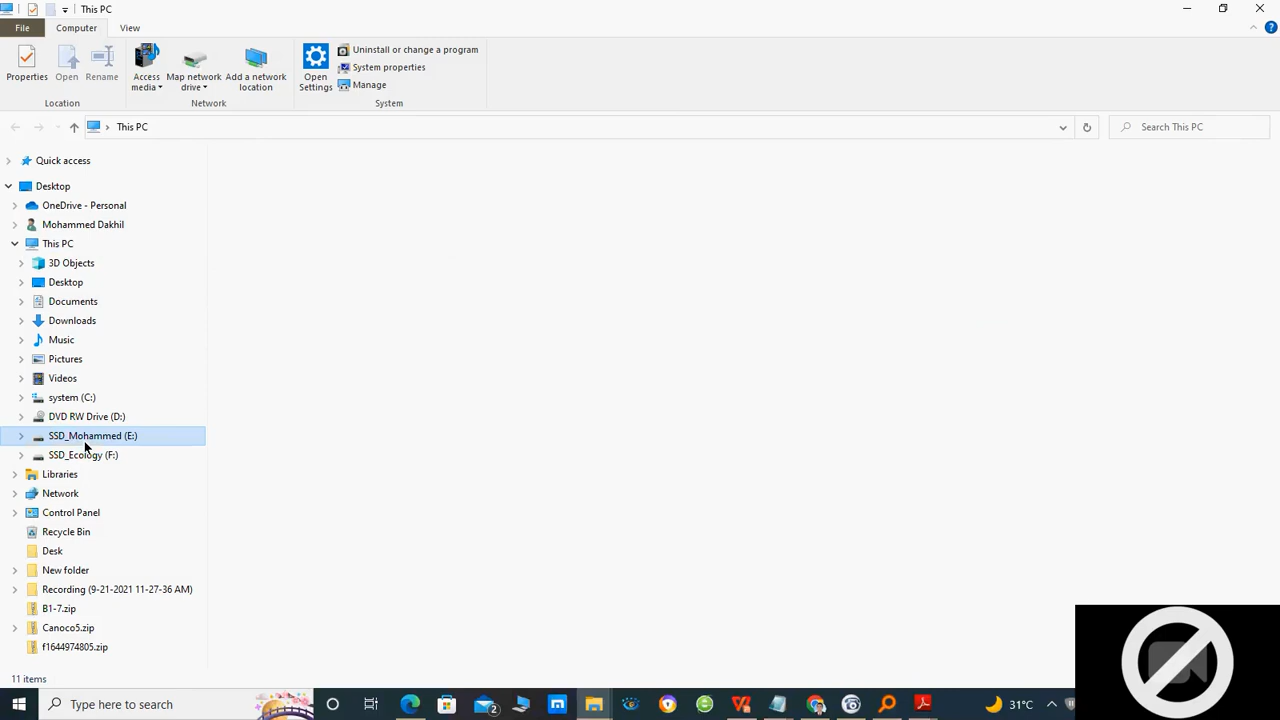 This PC
File Computer View
Properties Open Rename Access media Map network drive Add a network location Open Settings Uninstall or change a program
System properties
Manage
Location Network System
This PC Search This PC
Quick access
Desktop
OneDrive - Personal
Mohammed Dakhil
This PC
3D Objects
Desktop
Documents
Downloads
Music
Pictures
Videos
system (C:)
DVD RW Drive (D:)
SSD_Mohammed (E:)
SSD_Ecology (F:)
Libraries
Network
Control Panel
Recycle Bin
Desk
New folder
Recording (9-21-2021 11-27-36 AM)
B1-7.zip
Canoco5.zip
f1644974805.zip
11 items
Type here to search 2 31°C